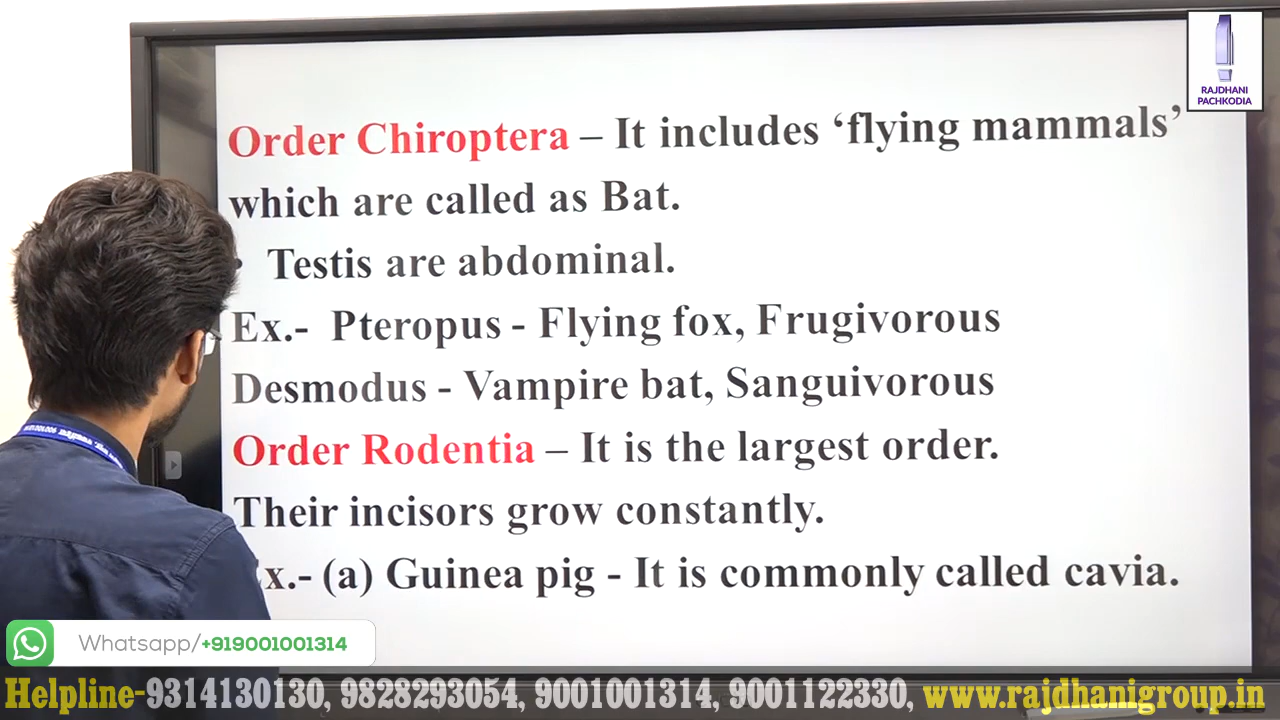 RAJDHANI
PACHKODIA
Order Chiroptera – It includes ‘flying mammals’
which are called as Bat.
• Testis are abdominal.
Ex.- Pteropus - Flying fox, Frugivorous
Desmodus - Vampire bat, Sanguivorous
Order Rodentia – It is the largest order.
Their incisors grow constantly.
Ex.- (a) Guinea pig - It is commonly called cavia.
Whatsapp/+919001001314
Helpline-9314130130, 9828293054, 9001001314, 9001122330, www.rajdhanigroup.in